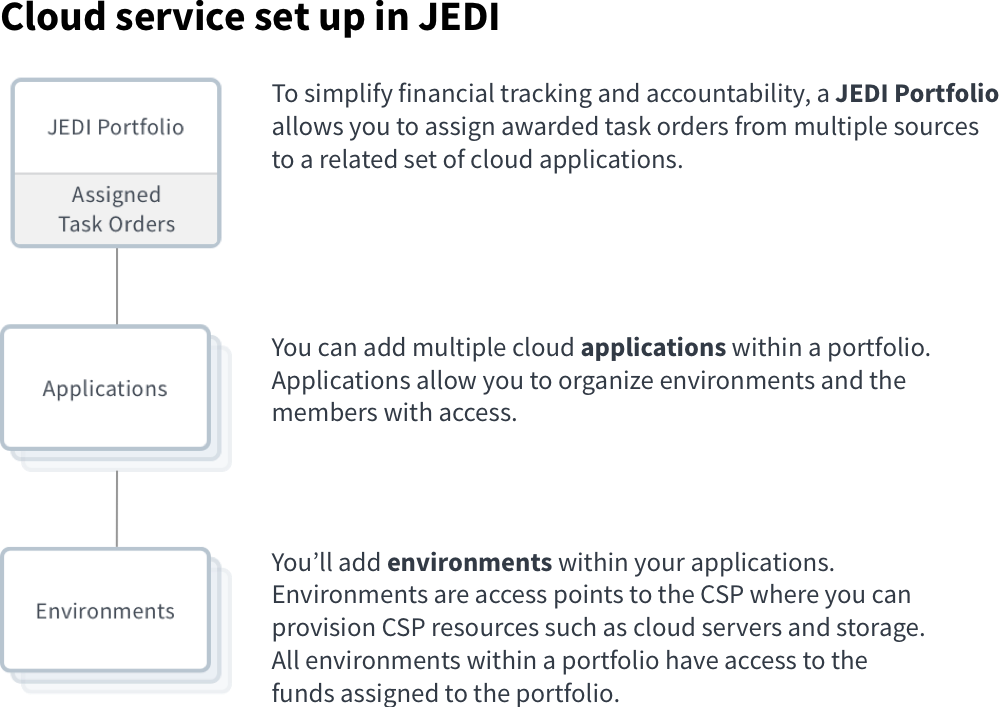 Cloud service set up in JEDI
JEDI Portfolio
Assigned
Task Orders
To simplify financial tracking and accountability, a JEDI Portfolio
allows you to assign awarded task orders from multiple sources
to a related set of cloud applications.
Applications
You can add multiple cloud applications within a portfolio.
Applications allow you to organize environments and the
members with access.
Environments
You’ll add environments within your applications.
Environments are access points to the CSP where you can
provision CSP resources such as cloud servers and storage.
All environments within a portfolio have access to the
funds assigned to the portfolio.